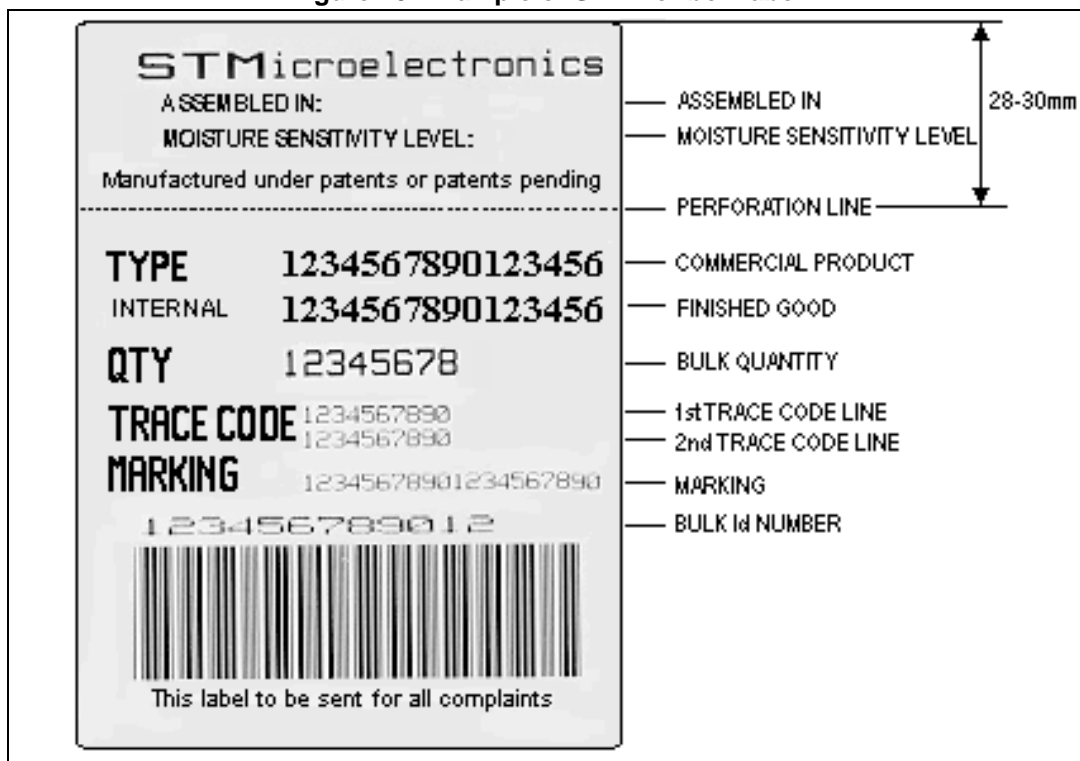 STMicroelectronics
ASSEMBLED IN:
MOISTURE SENSITIVITY LEVEL:
Manufactured under patents or patents pending
TYPE 1234567890123456
INTERNAL 1234567890123456
QTY 12345678
TRACE CODE 1234567890
1234567890
MARKING 12345678901234567890
123456789012
This label to be sent for all complaints
ASSEMBLED IN
MOISTURE SENSITIVITY LEVEL
28-30mm
PERFORATION LINE
COMMERCIAL PRODUCT
FINISHED GOOD
BULK QUANTITY
1st TRACE CODE LINE
2nd TRACE CODE LINE
MARKING
BULK Id NUMBER